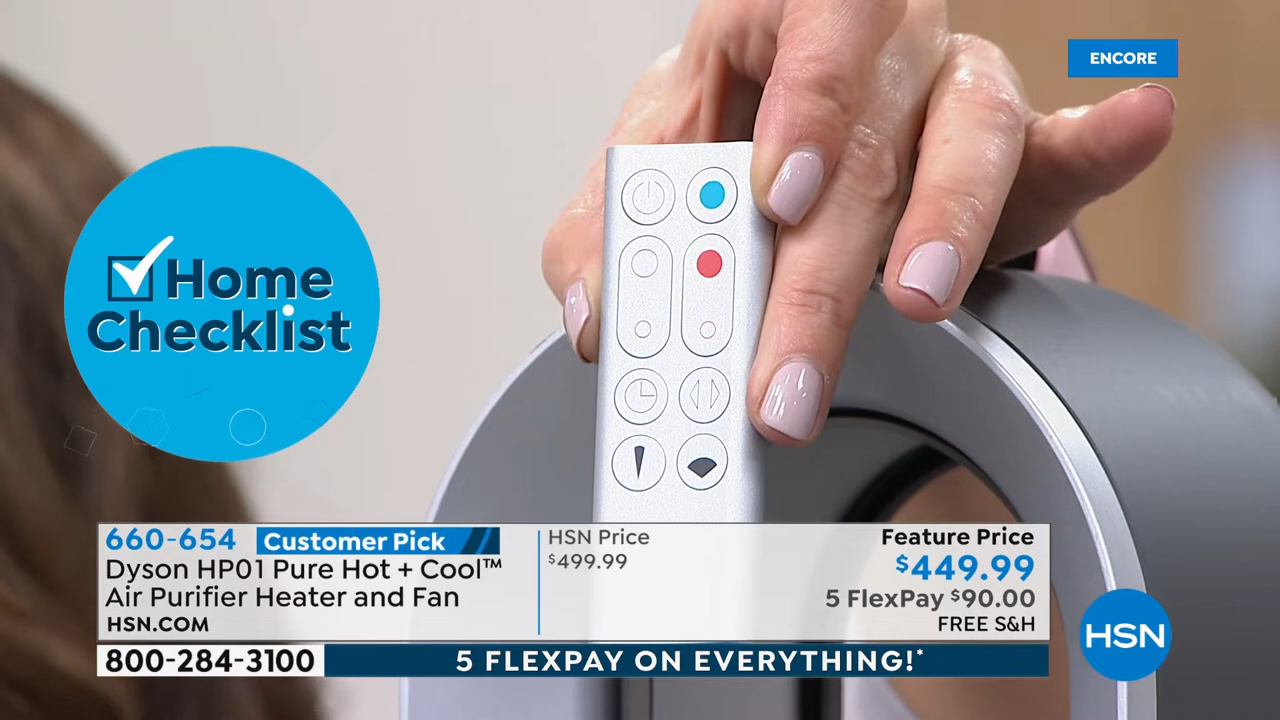 ENCORE
Home
Checklist
660-654 Customer Pick
Dyson HP01 Pure Hot + Cool™
Air Purifier Heater and Fan
HSN.COM
HSN Price
$499.99
Feature Price
$449.99
5 FlexPay $90.00
FREE S&H
HSN
800-284-3100
5 FLEXPAY ON EVERYTHING!*